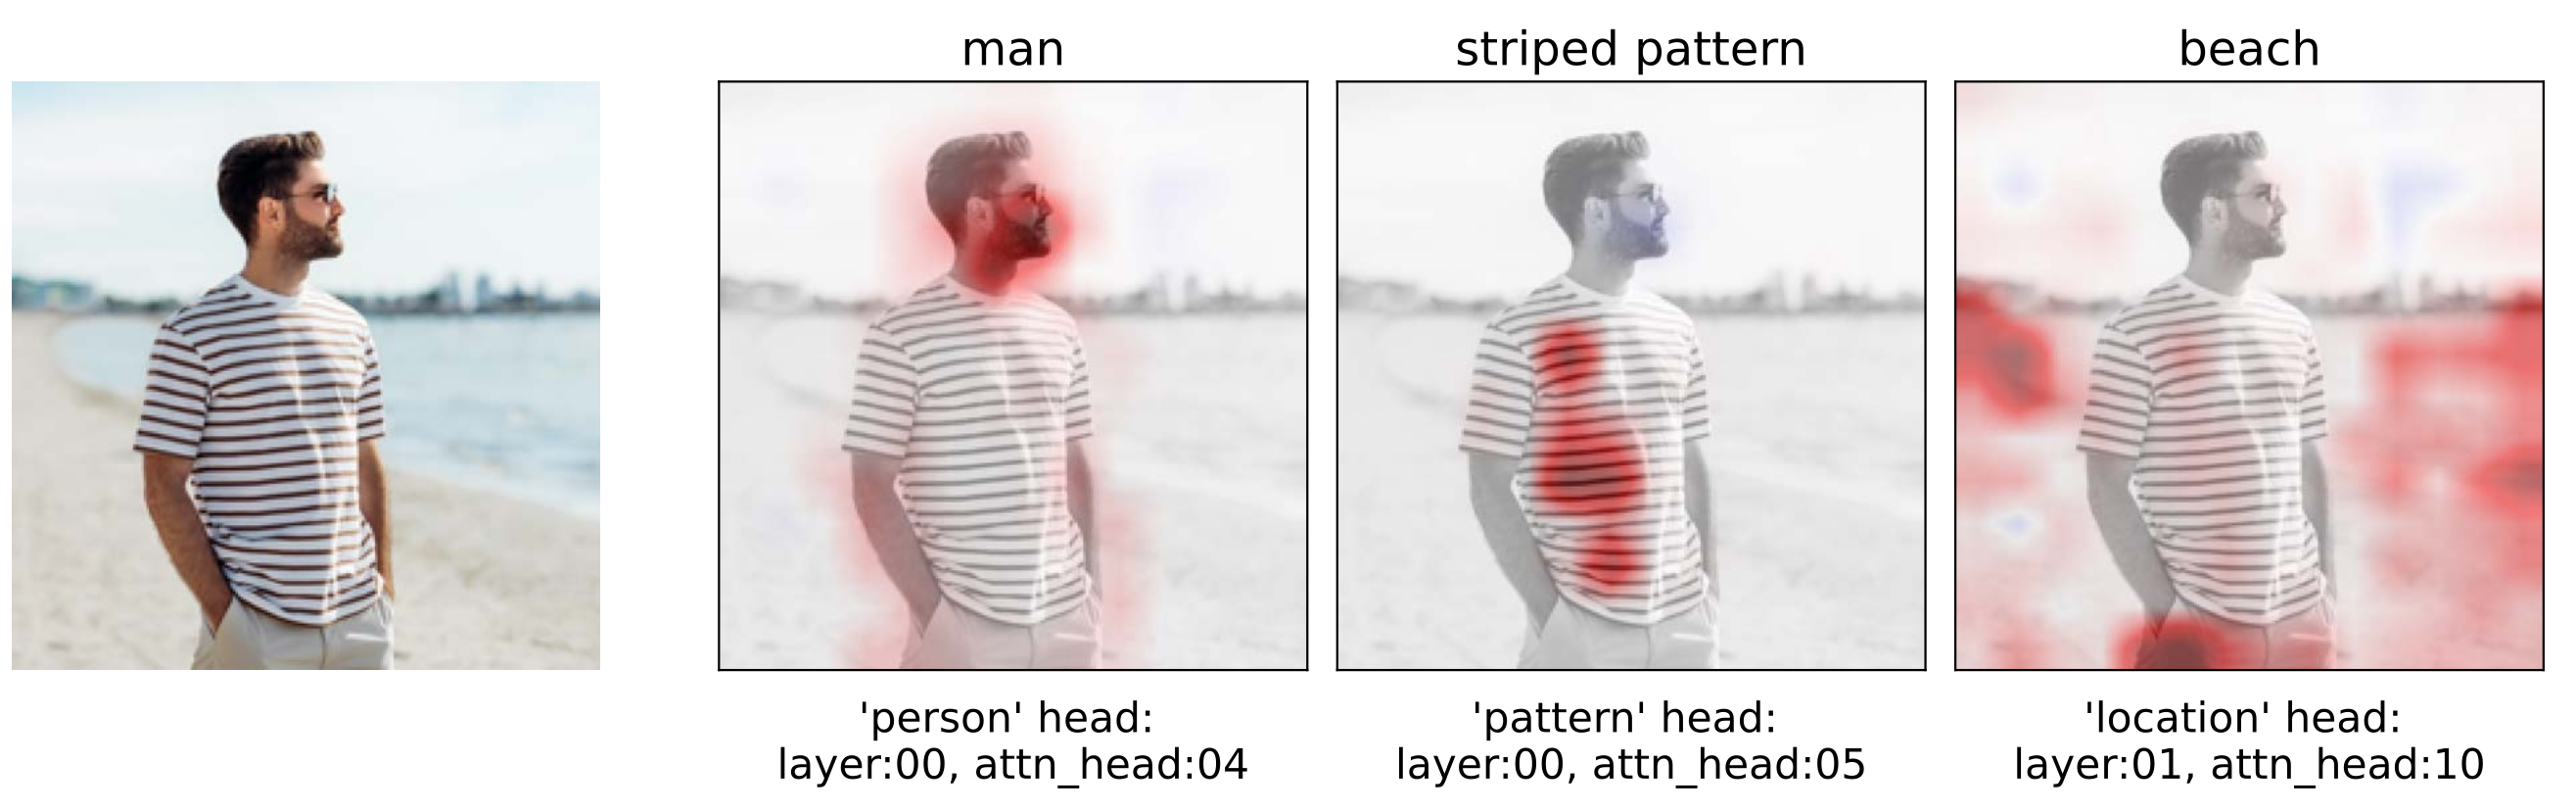 man
striped pattern
beach
'person' head:
layer:00, attn_head:04
'pattern' head:
layer:00, attn_head:05
'location' head:
layer:01, attn_head:10